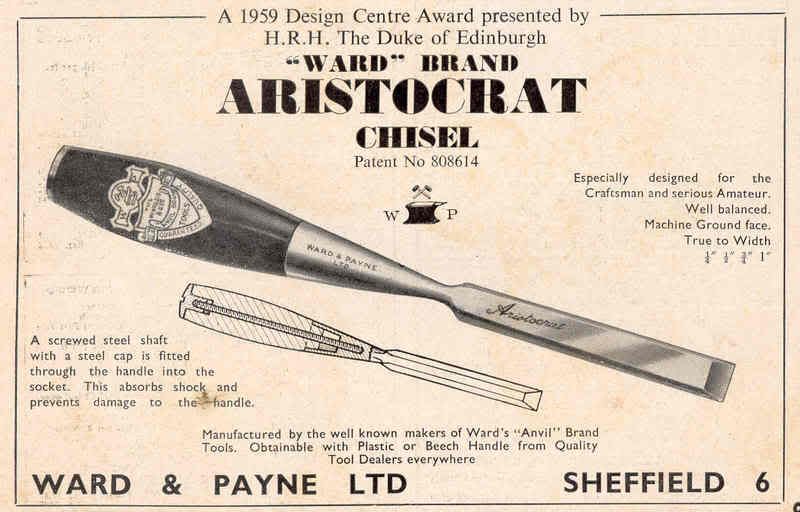 A 1959 Design Centre Award presented by
H.R.H. The Duke of Edinburgh
"WARD" BRAND
ARISTOCRAT
CHISEL
Patent No 808614
W P
Especially designed for the
Craftsman and serious Amateur.
Well balanced.
Machine Ground face.
True to Width
¼" ½" ¾" 1"
WARD & PAYNE
LTD
Aristocrat
A screwed steel shaft
with a steel cap is fitted
through the handle into the
socket. This absorbs shock and
prevents damage to the handle.
Manufactured by the well known makers of Ward's "Anvil" Brand
Tools. Obtainable with Plastic or Beech Handle from Quality
Tool Dealers everywhere
WARD & PAYNE LTD SHEFFIELD 6